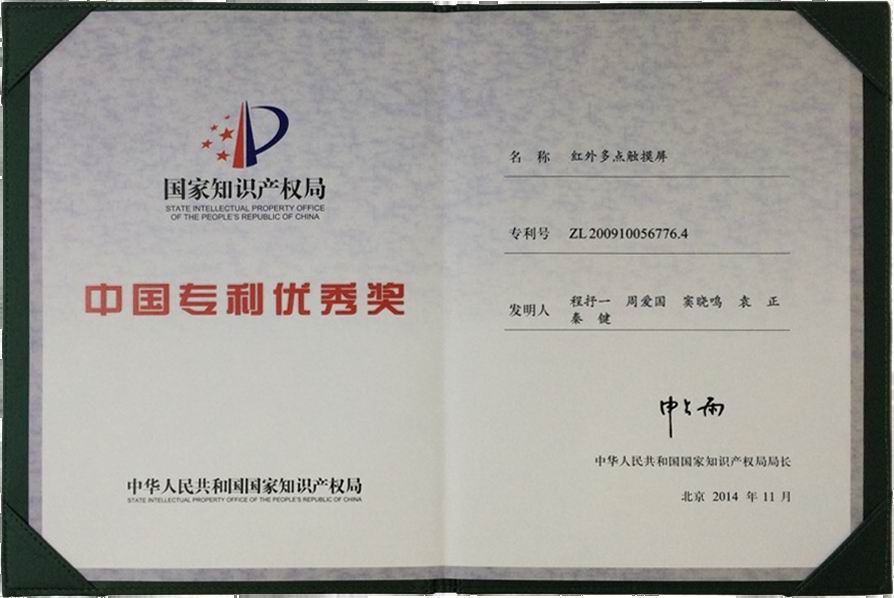 国家知识产权局
STATE INTELLECTUAL PROPERTY OFFICE
OF THE PEOPLE'S REPUBLIC OF CHINA
中国专利优秀奖
中华人民共和国国家知识产权局
STATE INTELLECTUAL PROPERTY OFFICE OF THE PEOPLE'S REPUBLIC OF CHINA
名 称 红外多点触摸屏
专利号 ZL 200910056776.4
发明人 程抒一 周爱国 窦晓鸣 袁 正
秦 健
申长雨
中华人民共和国国家知识产权局局长
北京 2014 年 11 月